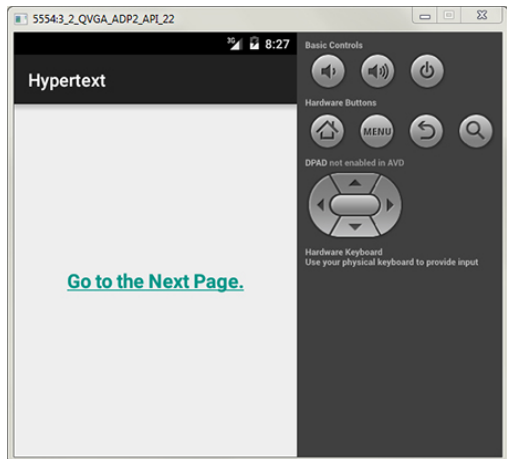 5554:3_2_QVGA_ADP2_API_22
3G 8:27
Hypertext
Go to the Next Page.
Basic Controls
Hardware Buttons
MENU
DPAD not enabled in AVD
Hardware Keyboard
Use your physical keyboard to provide input